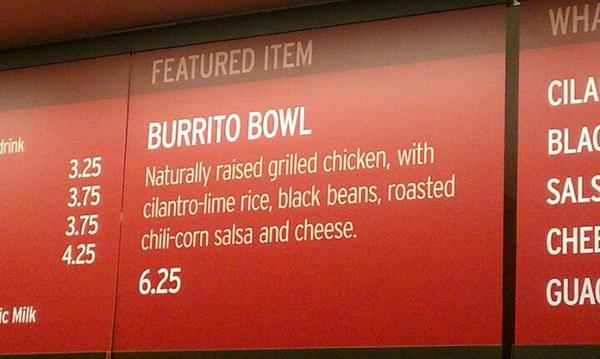 drink
3.25
3.75
3.75
4.25
FEATURED ITEM
BURRITO BOWL
Naturally raised grilled chicken, with
cilantro-lime rice, black beans, roasted
chili-corn salsa and cheese.
6.25
Milk